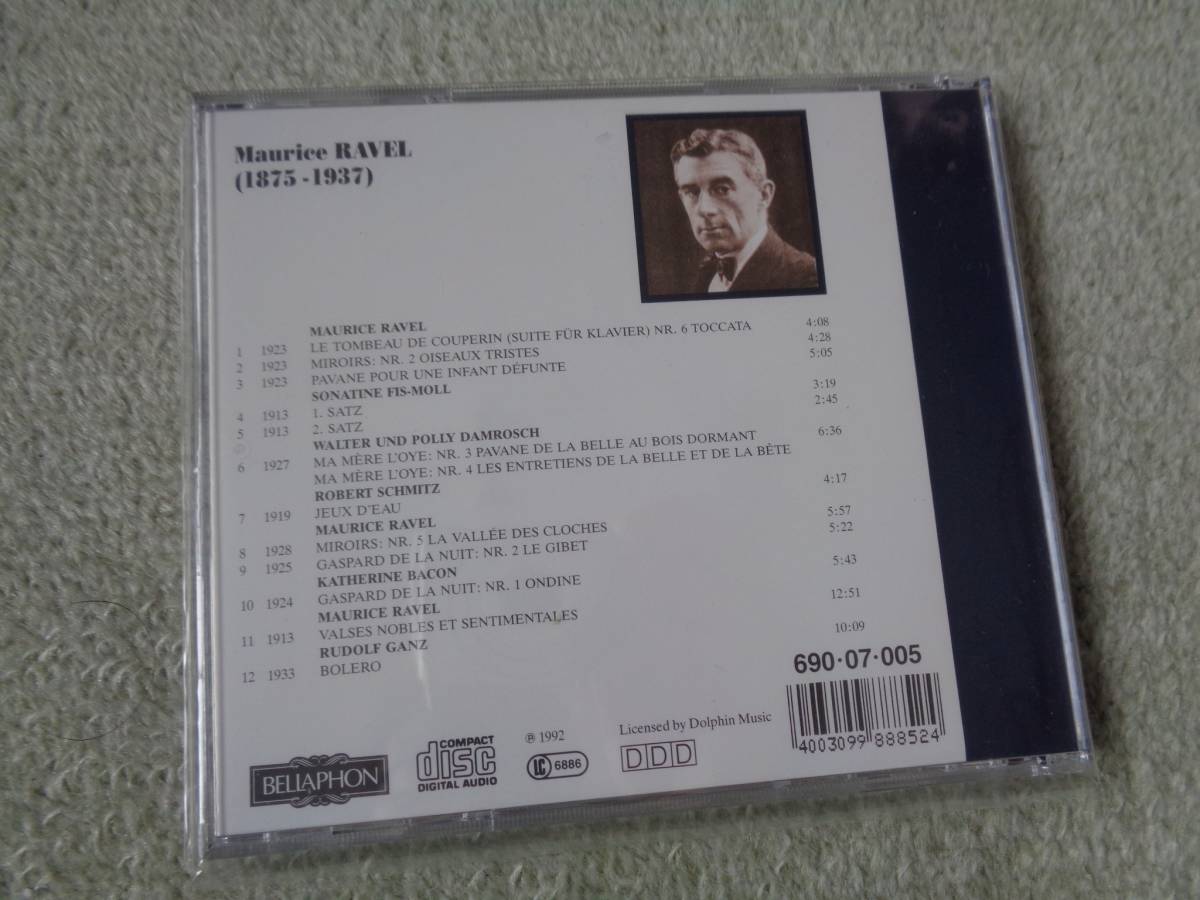 Maurice RAVEL
(1875 - 1937)
MAURICE RAVEL
1 1923 LE TOMBEAU DE COUPERIN (SUITE FÜR KLAVIER) NR. 6 TOCCATA 4:08
2 1923 MIROIRS: NR. 2 OISEAUX TRISTES 4:28
3 1923 PAVANE POUR UNE INFANT DÉFUNTE 5:05
SONATINE FIS-MOLL
4 1913 1. SATZ 3:19
5 1913 2. SATZ 2:45
WALTER UND POLLY DAMROSCH
6 1927 MA MÈRE L'OYE: NR. 3 PAVANE DE LA BELLE AU BOIS DORMANT 6:36
MA MÈRE L'OYE: NR. 4 LES ENTRETIENS DE LA BELLE ET DE LA BÊTE
ROBERT SCHMITZ
7 1919 JEUX D'EAU 4:17
MAURICE RAVEL
8 1928 MIROIRS: NR. 5 LA VALLÉE DES CLOCHES 5:57
9 1925 GASPARD DE LA NUIT: NR. 2 LE GIBET 5:22
KATHERINE BACON
10 1924 GASPARD DE LA NUIT: NR. 1 ONDINE 5:43
MAURICE RAVEL
11 1913 VALSES NOBLES ET SENTIMENTALES 12:51
RUDOLF GANZ
12 1933 BOLERO 10:09
690·07·005
4003099 888524
BELLAPHON
COMPACT
disc
DIGITAL AUDIO
℗ 1992
LC 6886
Licensed by Dolphin Music
DDD